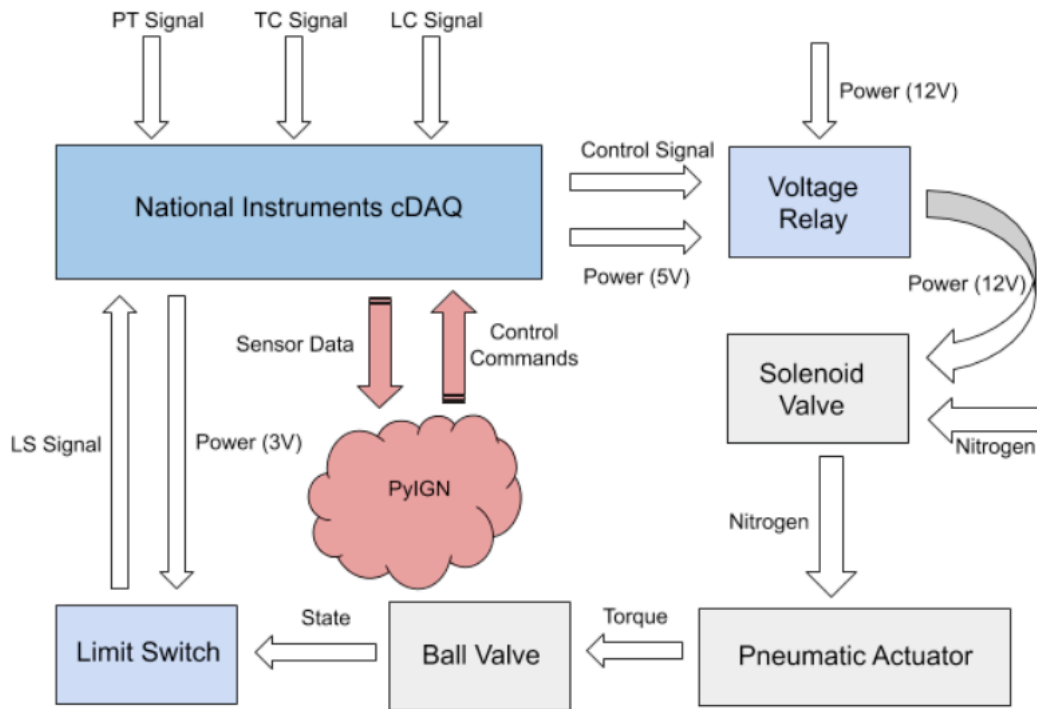 PT Signal
TC Signal
LC Signal
Power (12V)
National Instruments cDAQ
Control Signal
Voltage
Relay
Power (5V)
Power (12V)
Sensor Data
Control
Commands
Solenoid
Valve
LS Signal
Power (3V)
Nitrogen
PyIGN
Nitrogen
State
Torque
Limit Switch
Ball Valve
Pneumatic Actuator